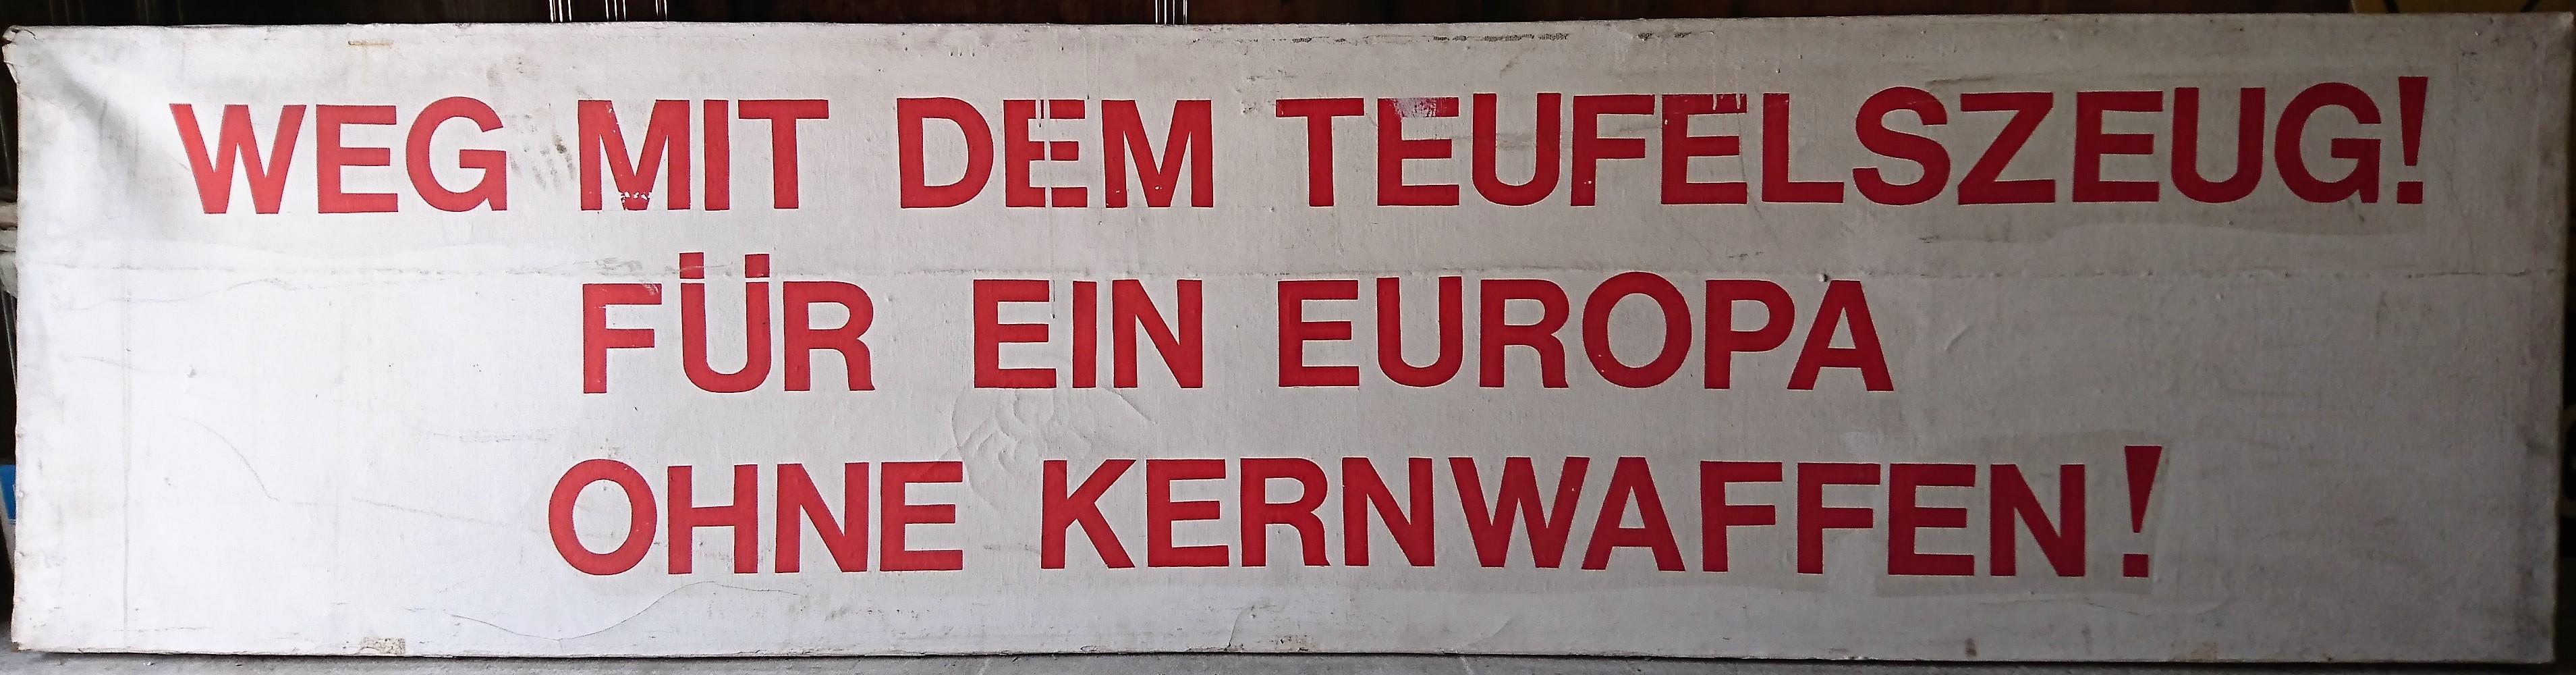 WEG MIT DEM TEUFELSZEUG!
FÜR EIN EUROPA
OHNE KERNWAFFEN!